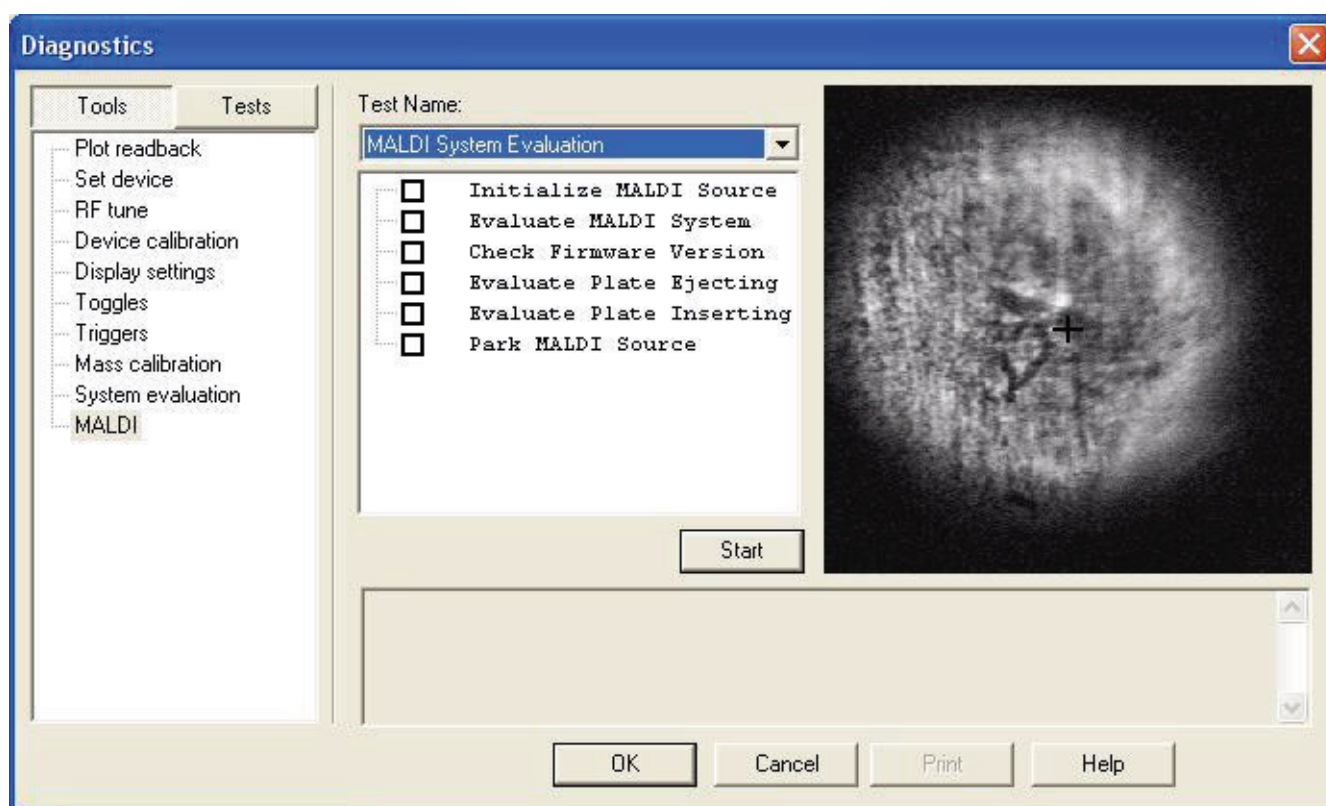 Diagnostics
Tools
Tests
Plot readback
Set device
RF tune
Device calibration
Display settings
Toggles
Triggers
Mass calibration
System evaluation
MALDI
Test Name:
MALDI System Evaluation
Initialize MALDI Source
Evaluate MALDI System
Check Firmware Version
Evaluate Plate Ejecting
Evaluate Plate Inserting
Park MALDI Source
Start
OK
Cancel
Print
Help